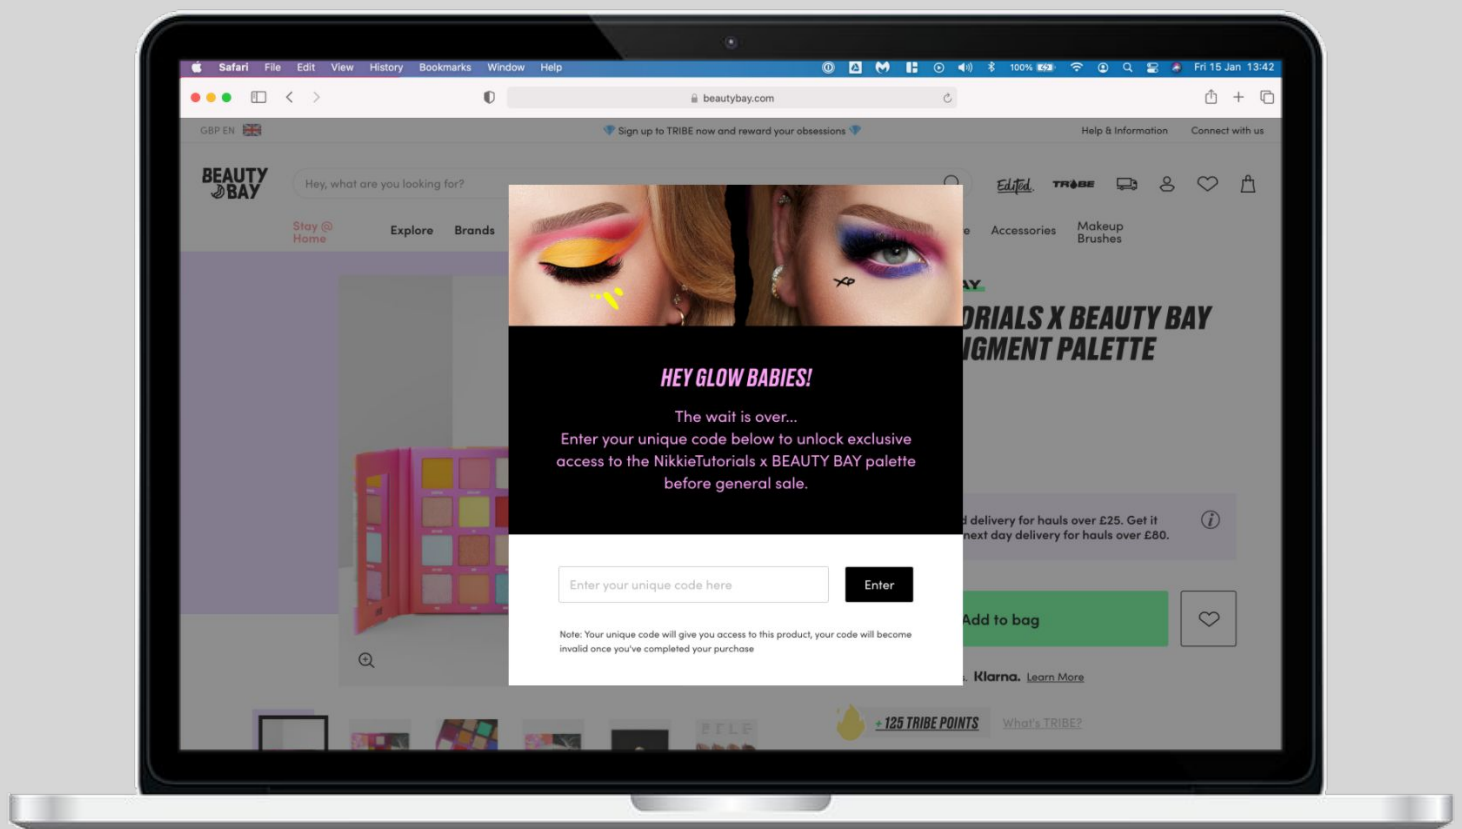 Safari File Edit View History Bookmarks Window Help 100% Fri 15 Jan 13:42
beautybay.com
GBP EN Sign up to TRIBE now and reward your obsessions Help & Information Connect with us
BEAUTY
BAY
Hey, what are you looking for?
Edited. TRIBE
Stay @
Home
Explore Brands
Accessories
Makeup
Brushes
AY
ORIALS X BEAUTY BAY
IGMENT PALETTE
HEY GLOW BABIES!
The wait is over...
Enter your unique code below to unlock exclusive
access to the NikkieTutorials x BEAUTY BAY palette
before general sale.
d delivery for hauls over £25. Get it
next day delivery for hauls over £80.
Enter your unique code here
Enter
Add to bag
Note: Your unique code will give you access to this product, your code will become
invalid once you've completed your purchase
Klarna. Learn More
+ 125 TRIBE POINTS What's TRIBE?